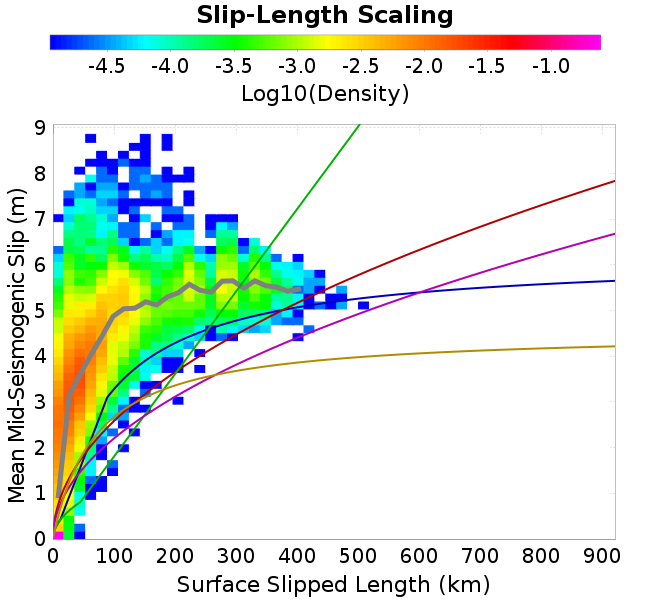 Slip-Length Scaling
-4.5 -4.0 -3.5 -3.0 -2.5 -2.0 -1.5 -1.0
Log10(Density)
9
8
7
6
5
4
3
2
1
0
Mean Mid-Seismogenic Slip (m)
0 100 200 300 400 500 600 700 800 900
Surface Slipped Length (km)